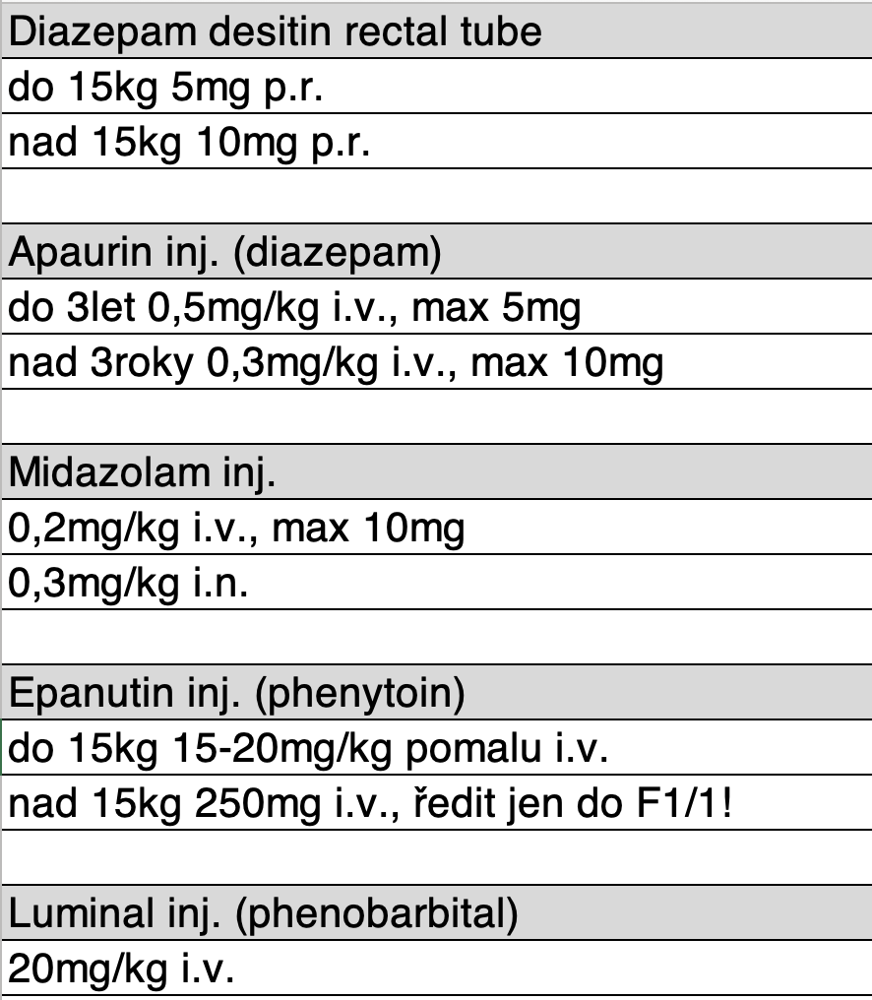 Diazepam desitin rectal tube
do 15kg 5mg p.r.
nad 15kg 10mg p.r.
Apaurin inj. (diazepam)
do 3let 0,5mg/kg i.v., max 5mg
nad 3roky 0,3mg/kg i.v., max 10mg
Midazolam inj.
0,2mg/kg i.v., max 10mg
0,3mg/kg i.n.
Epanutin inj. (phenytoin)
do 15kg 15-20mg/kg pomalu i.v.
nad 15kg 250mg i.v., ředit jen do F1/1!
Luminal inj. (phenobarbital)
20mg/kg i.v.